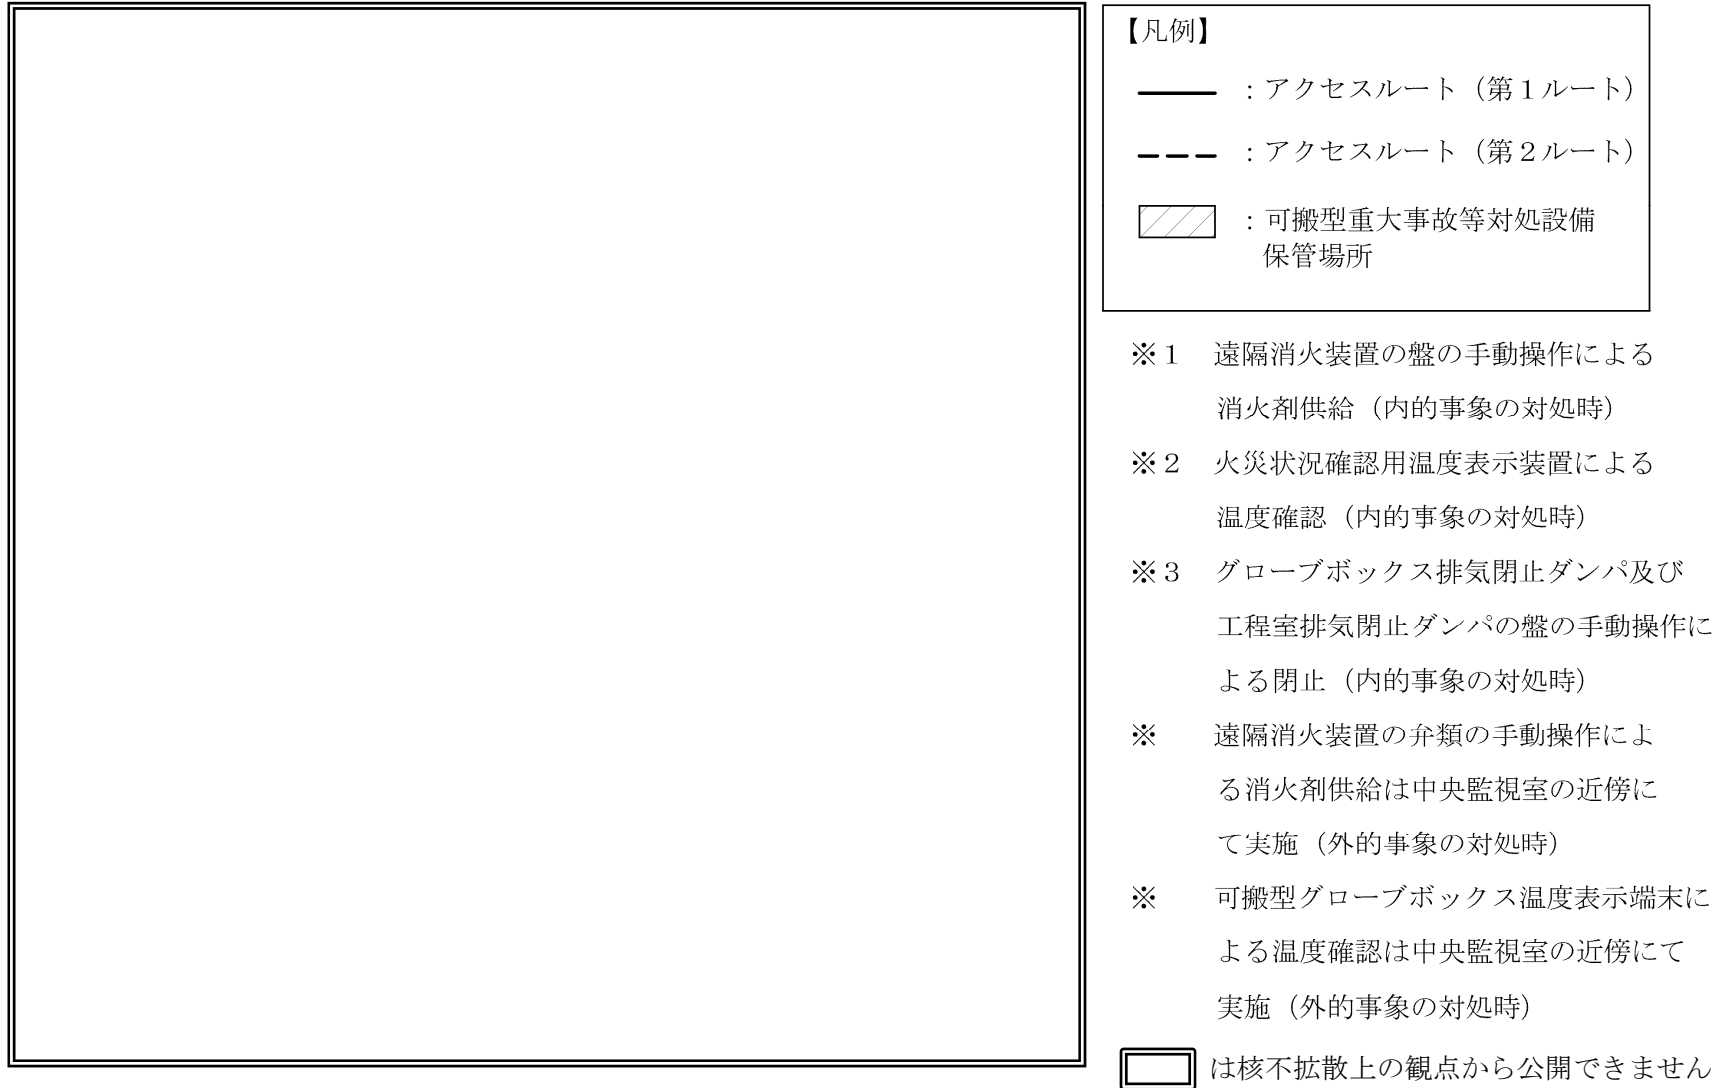 【凡例】
：アクセスルート（第１ルート）
：アクセスルート（第２ルート）
：可搬型重大事故等対処設備
保管場所
※１　遠隔消火装置の盤の手動操作による
消火剤供給（内的事象の対処時）
※２　火災状況確認用温度表示装置による
温度確認（内的事象の対処時）
※３　グローブボックス排気閉止ダンパ及び
工程室排気閉止ダンパの盤の手動操作に
よる閉止（内的事象の対処時）
※　遠隔消火装置の弁類の手動操作によ
る消火剤供給は中央監視室の近傍に
て実施（外的事象の対処時）
※　可搬型グローブボックス温度表示端末に
よる温度確認は中央監視室の近傍にて
実施（外的事象の対処時）
は核不拡散上の観点から公開できません